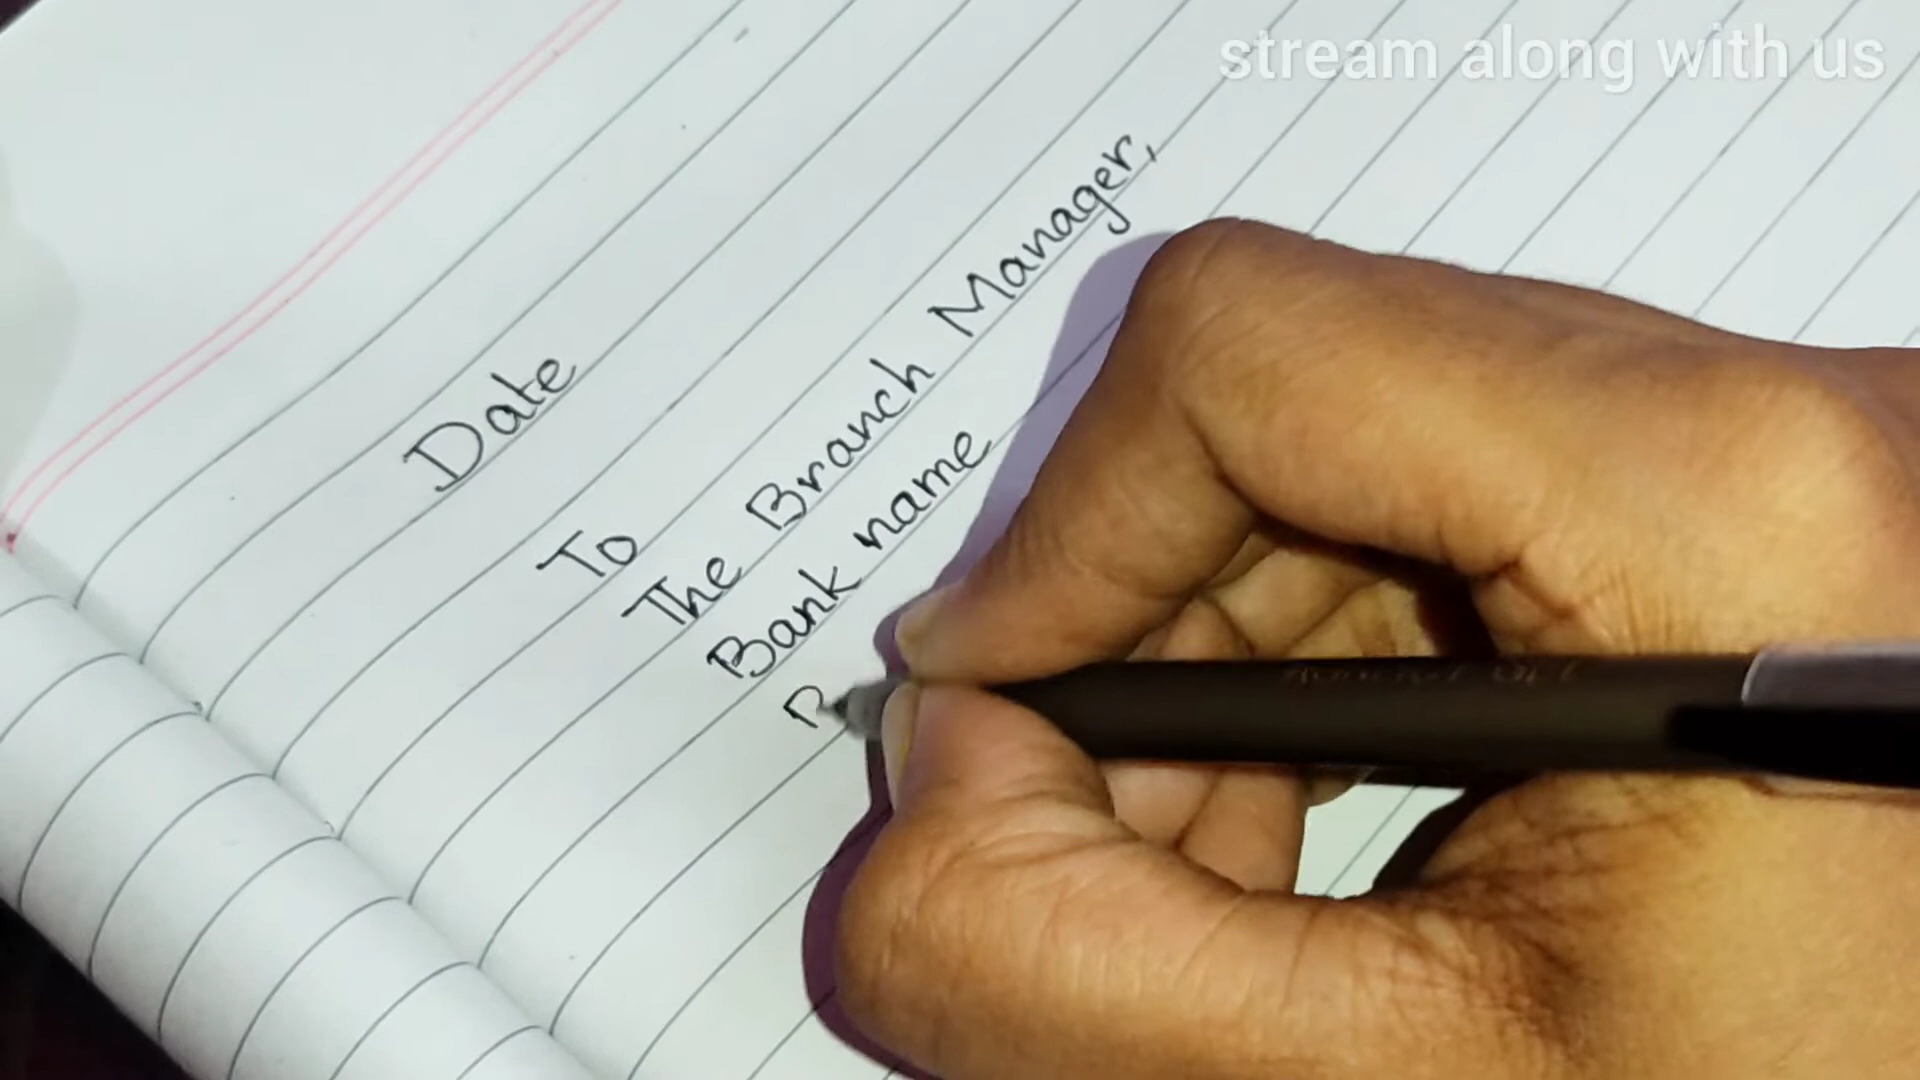 stream along with us
Date
To
The Branch Manager,
Bank name